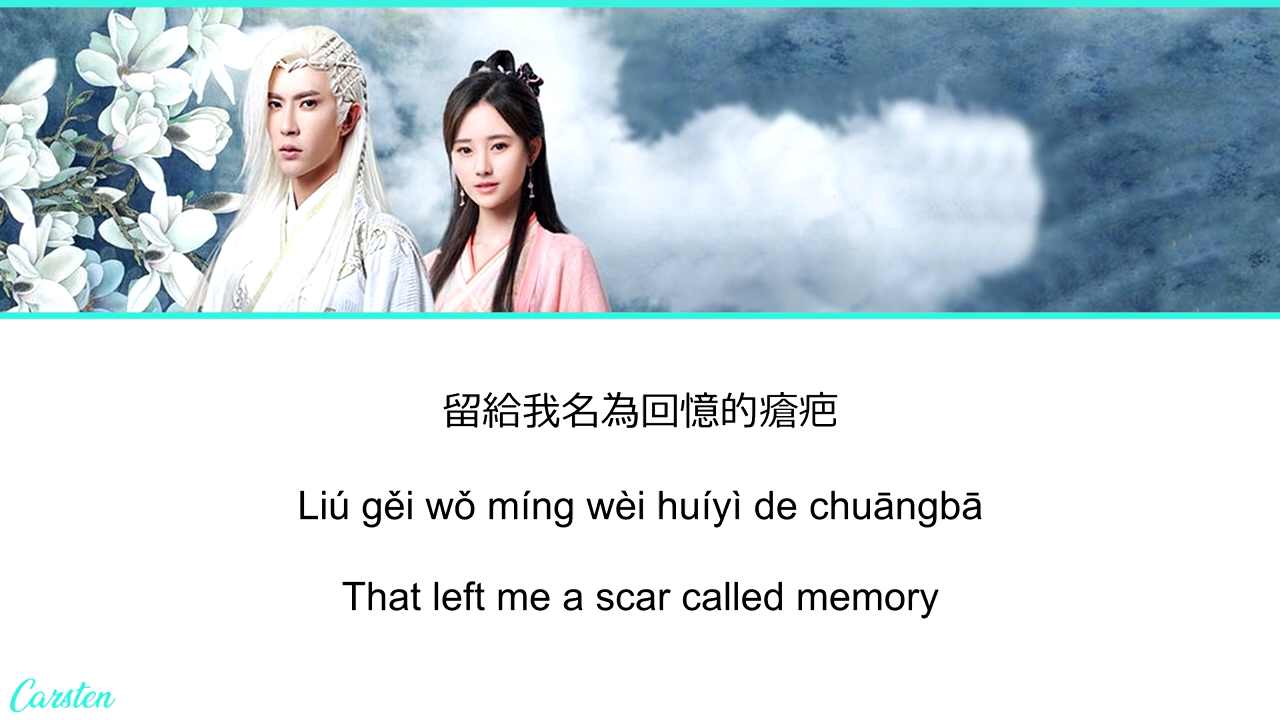 留給我名為回憶的瘡疤
Liú gěi wǒ míng wèi huíyì de chuāngbā
That left me a scar called memory
Carsten